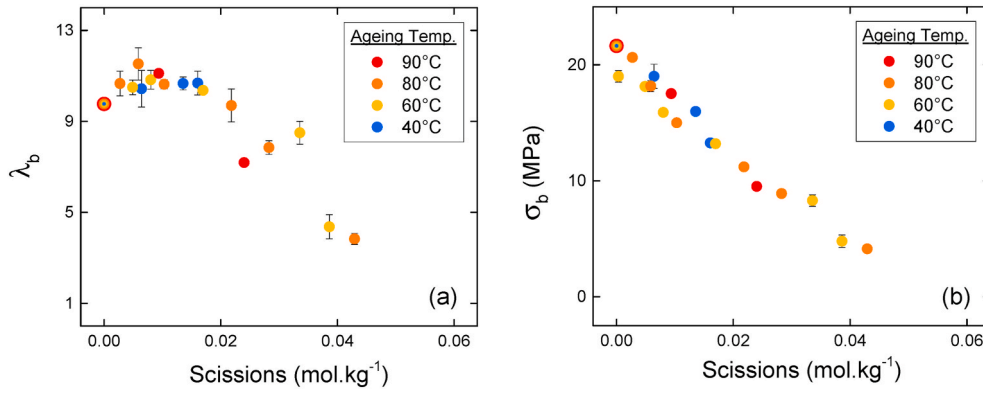 13
9
5
1
λb
Ageing Temp.
90°C
80°C
60°C
40°C
(a)
0.00 0.02 0.04 0.06
Scissions (mol.kg-1)
20
10
0
σb (MPa)
Ageing Temp.
90°C
80°C
60°C
40°C
(b)
0.00 0.02 0.04 0.06
Scissions (mol.kg-1)